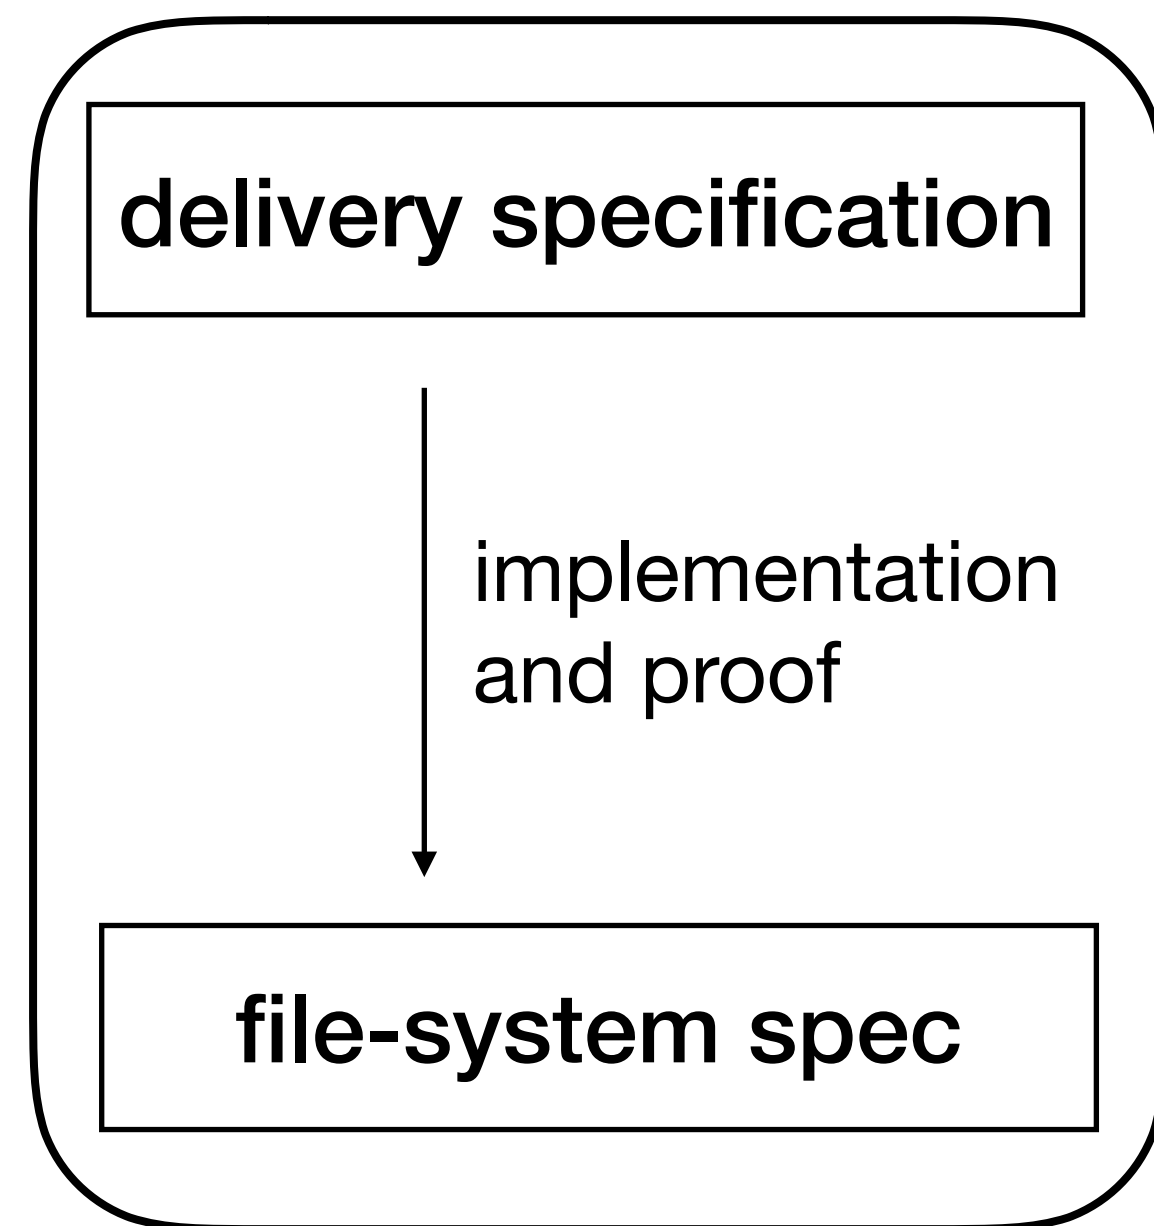 delivery specification
implementation
and proof
file-system spec